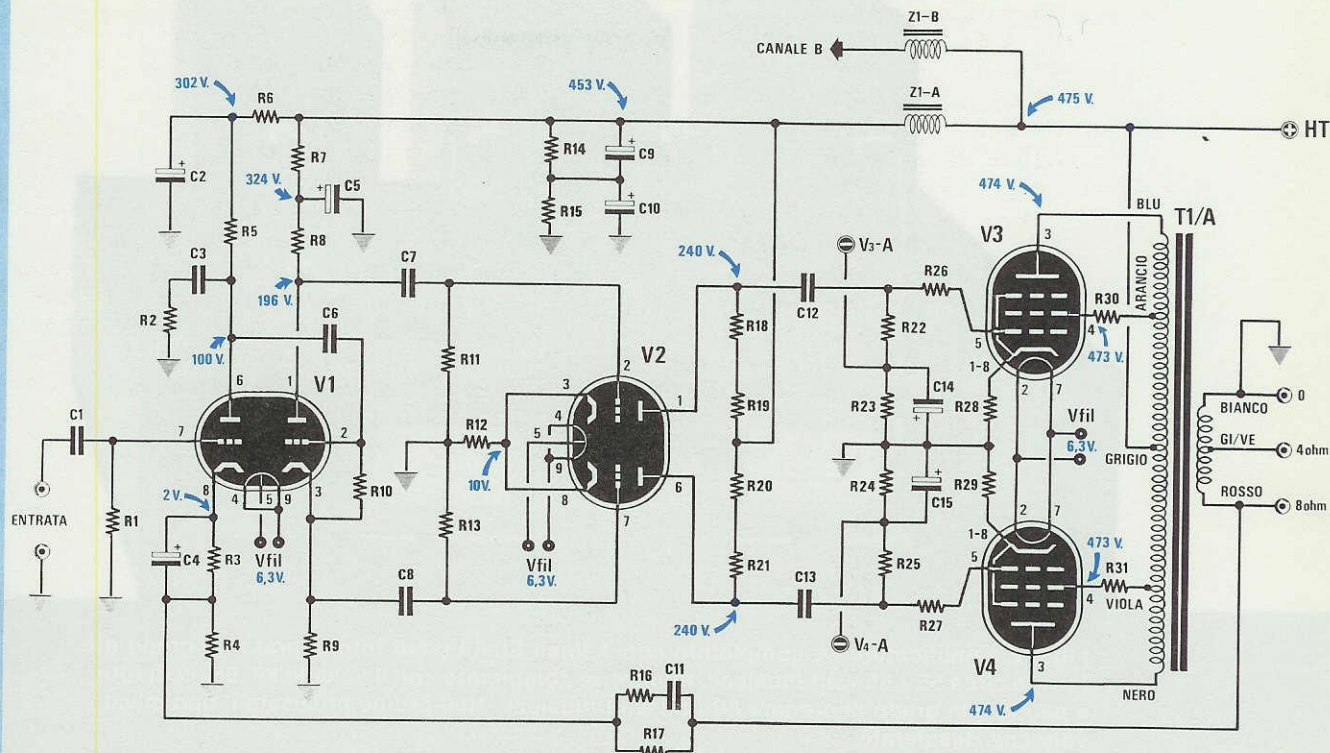 Z1-B
CANALE B
302 V.
R6
453 V.
Z1-A
475 V.
HT
C2
R7
R14
C9
324 V.
C5
R15
C10
474 V.
BLU
T1/A
R5
R8
V3
C3
C7
240 V.
V3-A
R26
ARANCIO
R2
196 V.
C12
R30
C6
R18
R22
3
4
5
473 V.
100 V.
R11
V2
1-8
6
1
V1
2
1
C14
2
7
0
C1
3
R19
R23
R28
Vfil
BIANCO
7
2
R12
4
6,3V.
GI/VE
4ohm
5
GRIGIO
9
10V.
R20
R24
R29
ROSSO
8
4
5
9
3
R10
8
6
C15
8ohm
2 V.
R13
7
2
7
ENTRATA
R1
1-8
C4
R3
Vfil
6,3V.
Vfil
6,3V.
R21
R25
5
473 V.
R31
4
VIOLA
C8
C13
R27
R4
R9
240 V.
V4-A
V4
3
R16
C11
474 V.
NERO
R17